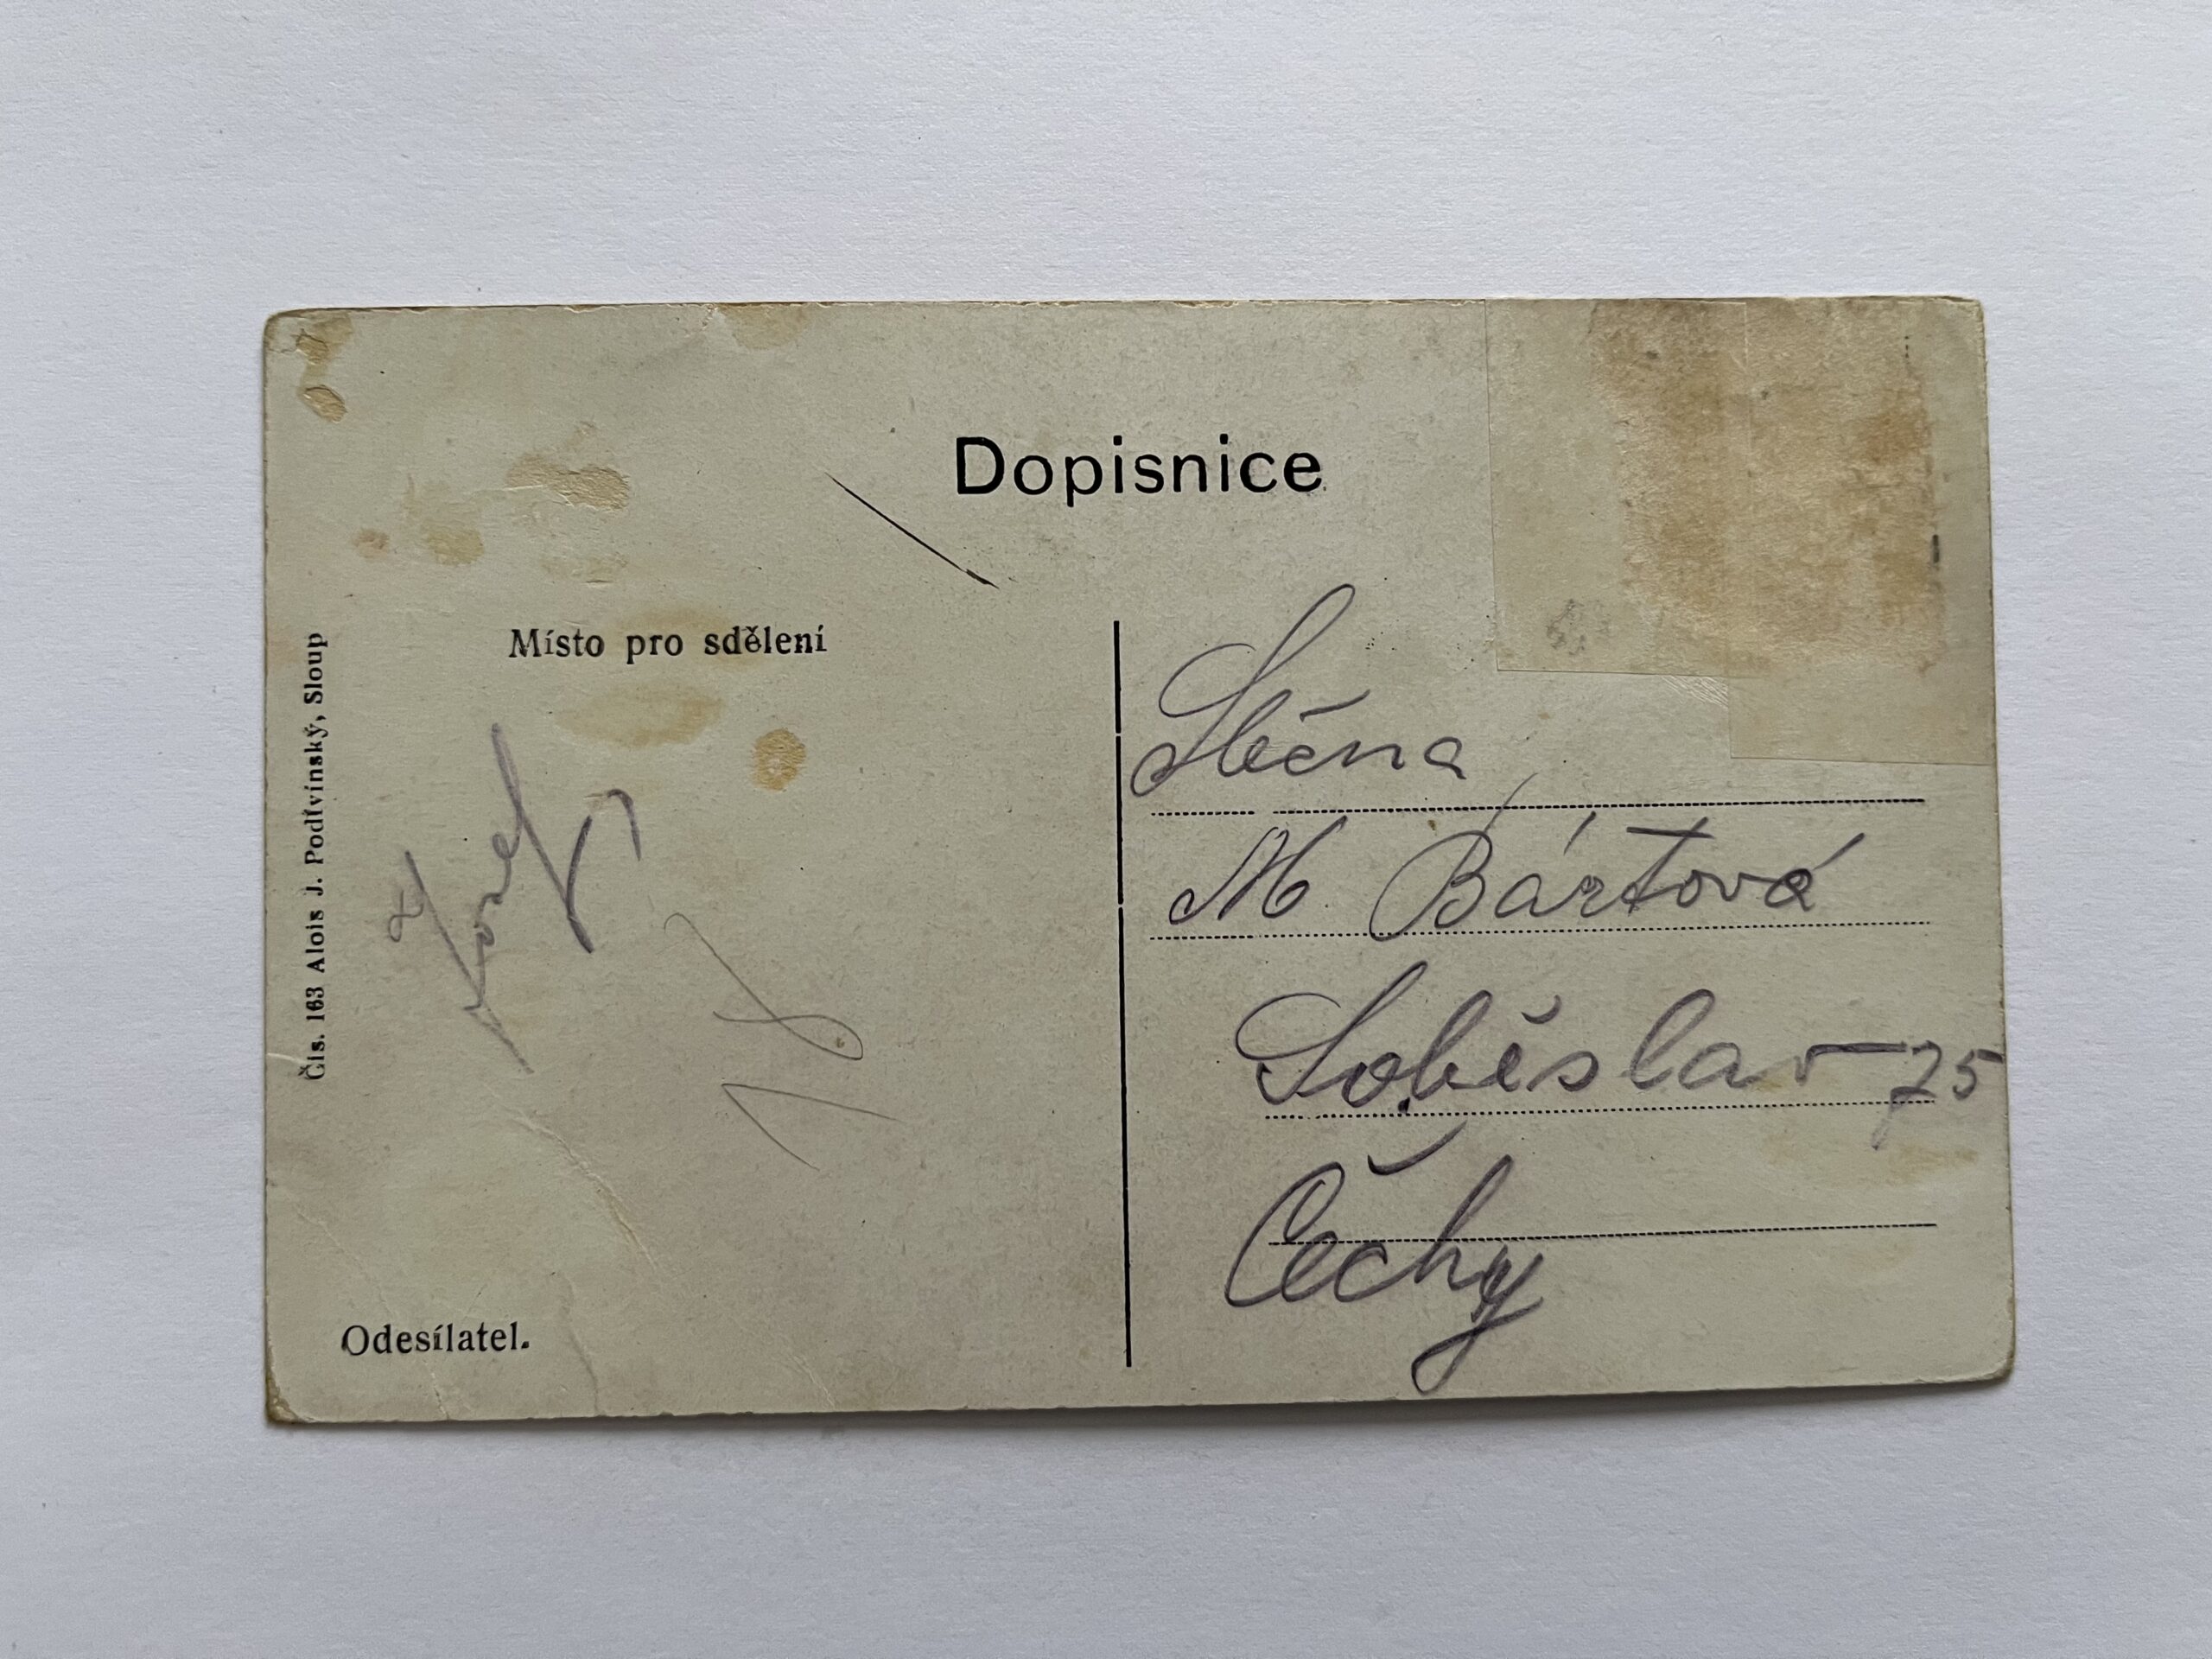 Dopisnice
Místo pro sdělení
Čís. 163 Alois J. Podivínský, Sloup
Odesílatel.
Slečna
M. Bártová
Soběslav 75
Čechy